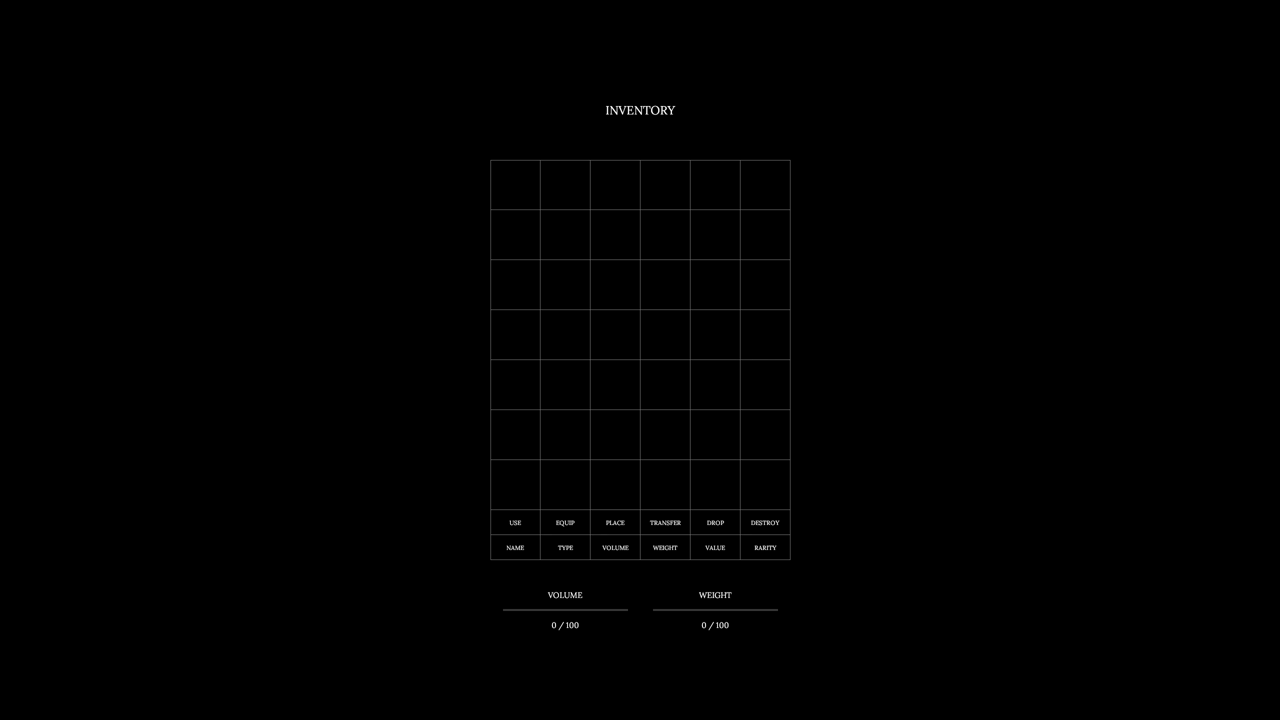 INVENTORY
USE EQUIP PLACE TRANSFER DROP DESTROY
NAME TYPE VOLUME WEIGHT VALUE RARITY
VOLUME WEIGHT
0 / 100 0 / 100